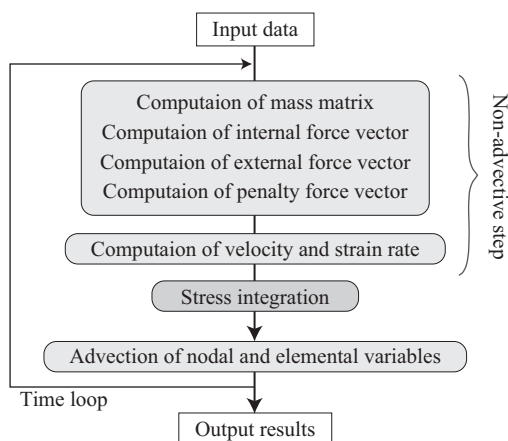 Input data
Computaion of mass matrix
Computaion of internal force vector
Computaion of external force vector
Computaion of penalty force vector
Computaion of velocity and strain rate
Non-advective step
Stress integration
Advection of nodal and elemental variables
Time loop
Output results